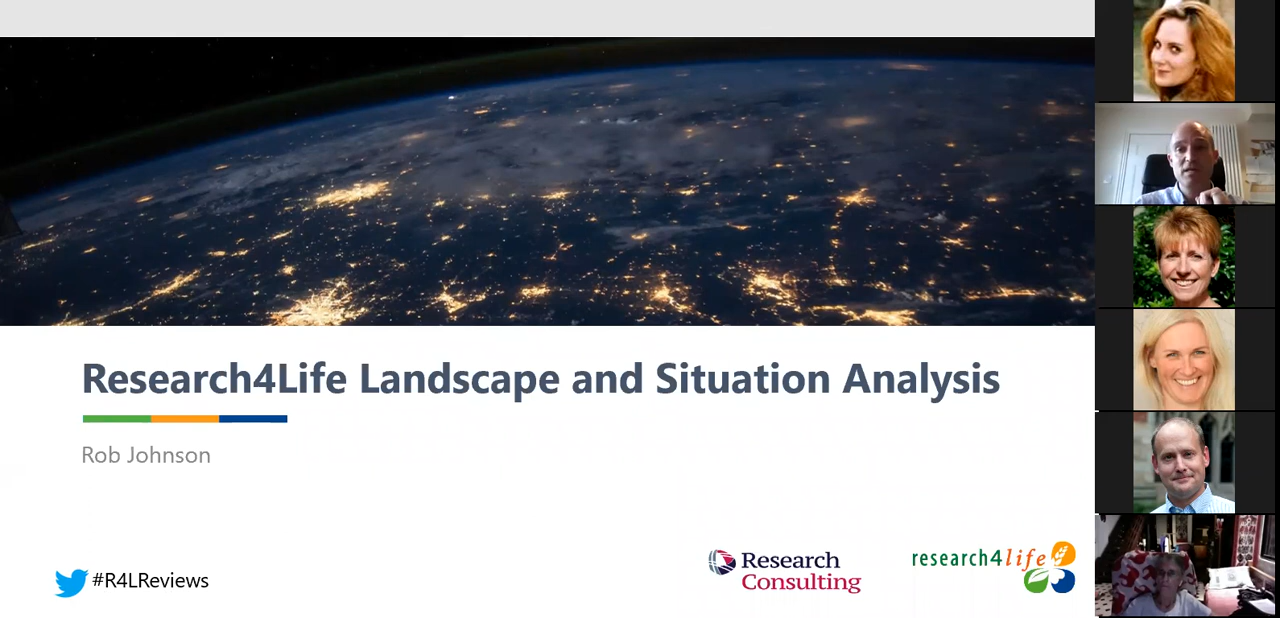 Research4Life Landscape and Situation Analysis
Rob Johnson
#R4LReviews
Research
Consulting
research4life